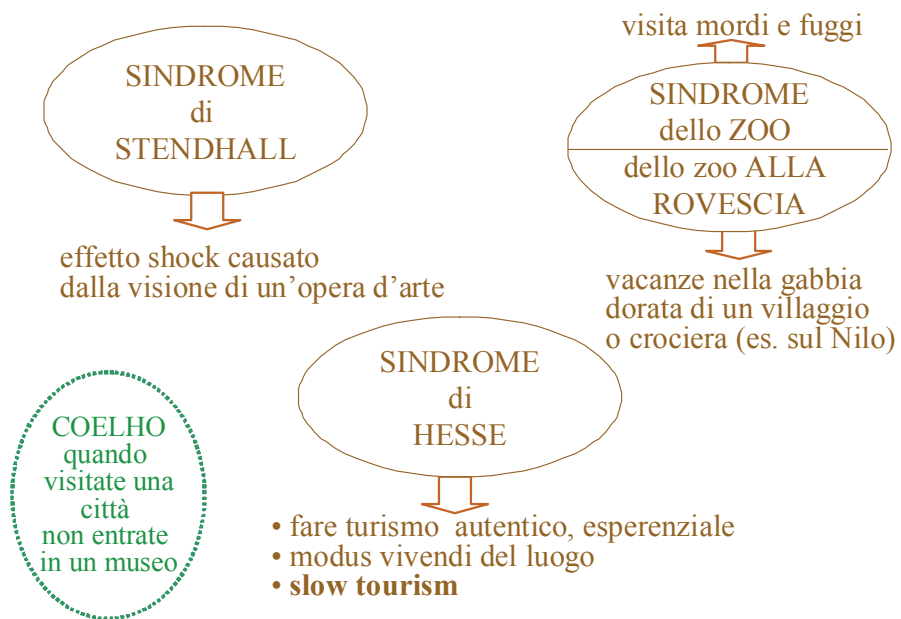 SINDROME
di
STENDHALL
effetto shock causato
dalla visione di un’opera d’arte
visita mordi e fuggi
SINDROME
dello ZOO
dello zoo ALLA
ROVESCIA
vacanze nella gabbia
dorata di un villaggio
o crociera (es. sul Nilo)
SINDROME
di
HESSE
• fare turismo autentico, esperenziale
• modus vivendi del luogo
• slow tourism
COELHO
quando
visitate una
città
non entrate
in un museo